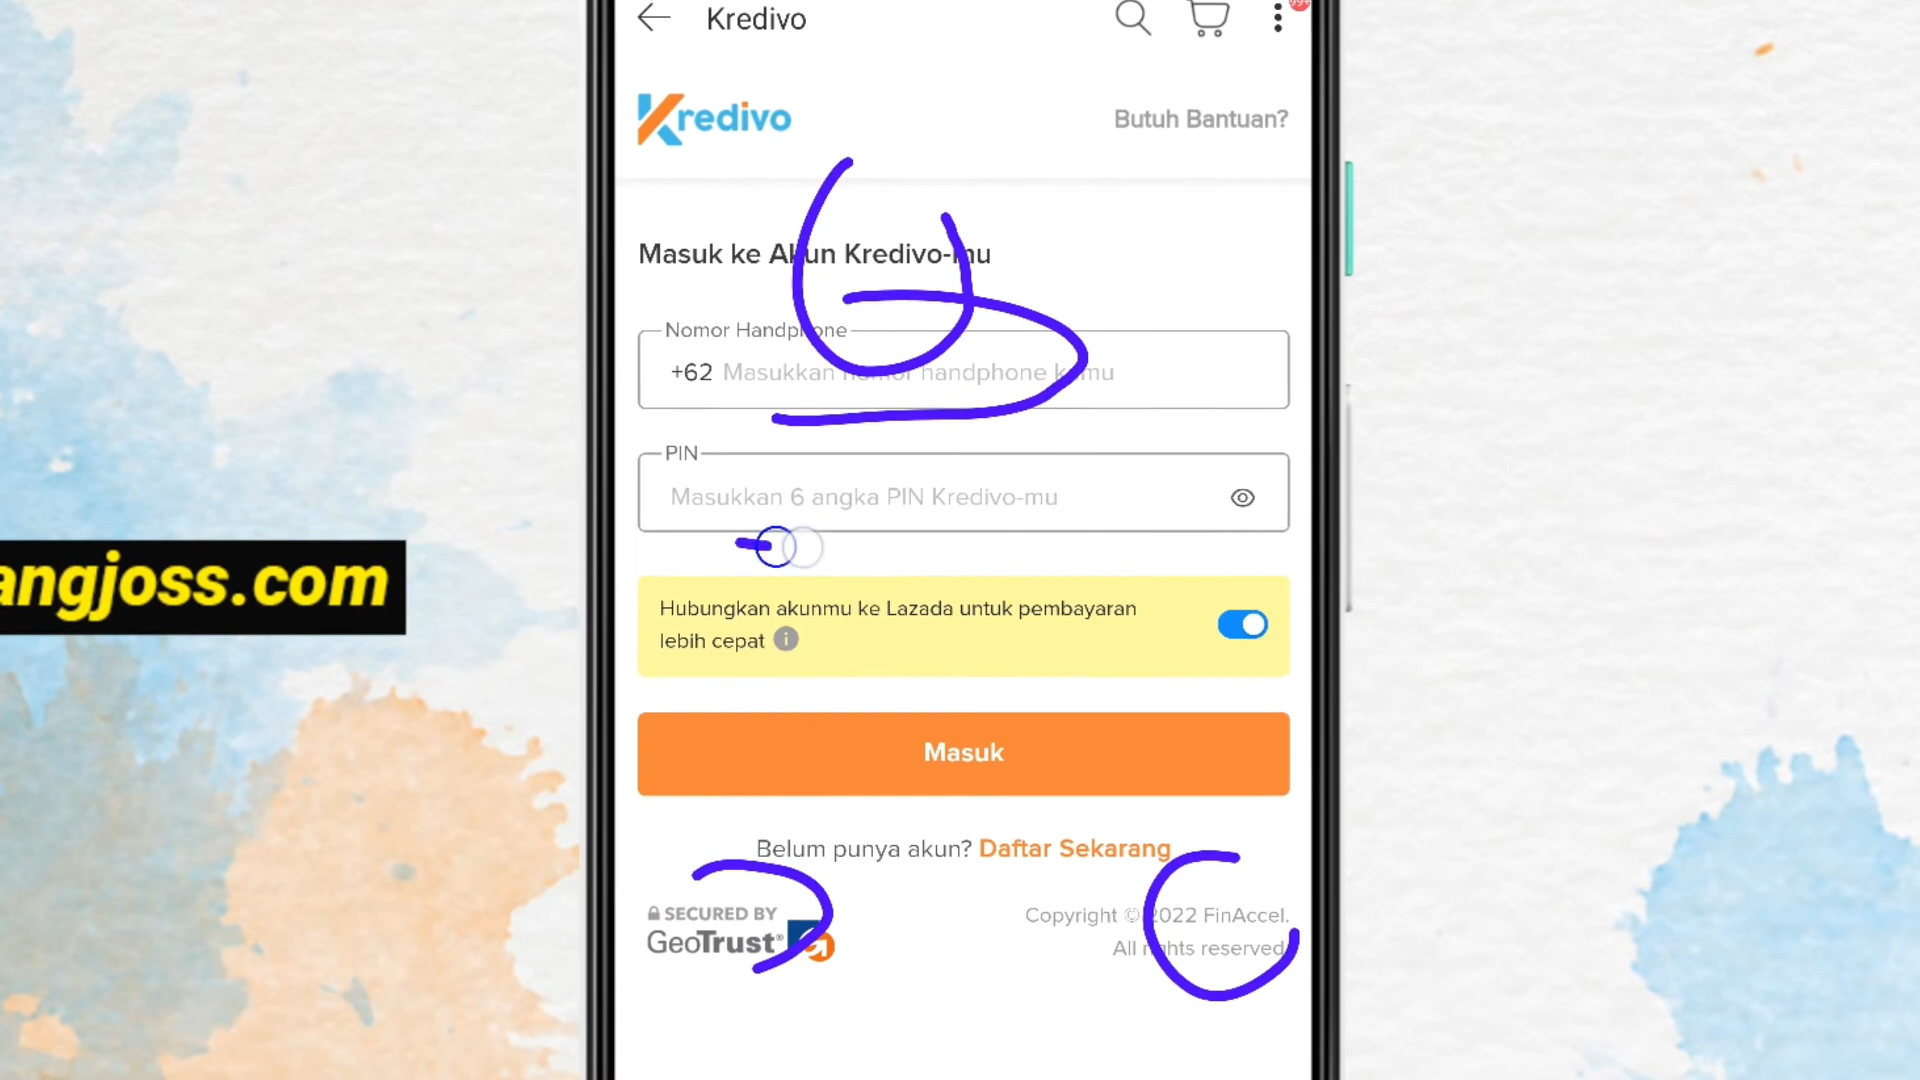 Kredivo
99+
Kredivo
Butuh Bantuan?
Masuk ke Akun Kredivo-mu
Nomor Handphone
+62 Masukkan nomor handphone kamu
PIN
Masukkan 6 angka PIN Kredivo-mu
angjoss.com
Hubungkan akunmu ke Lazada untuk pembayaran
lebih cepat
Masuk
Belum punya akun? Daftar Sekarang
SECURED BY
GeoTrust®
Copyright © 2022 FinAccel.
All rights reserved.